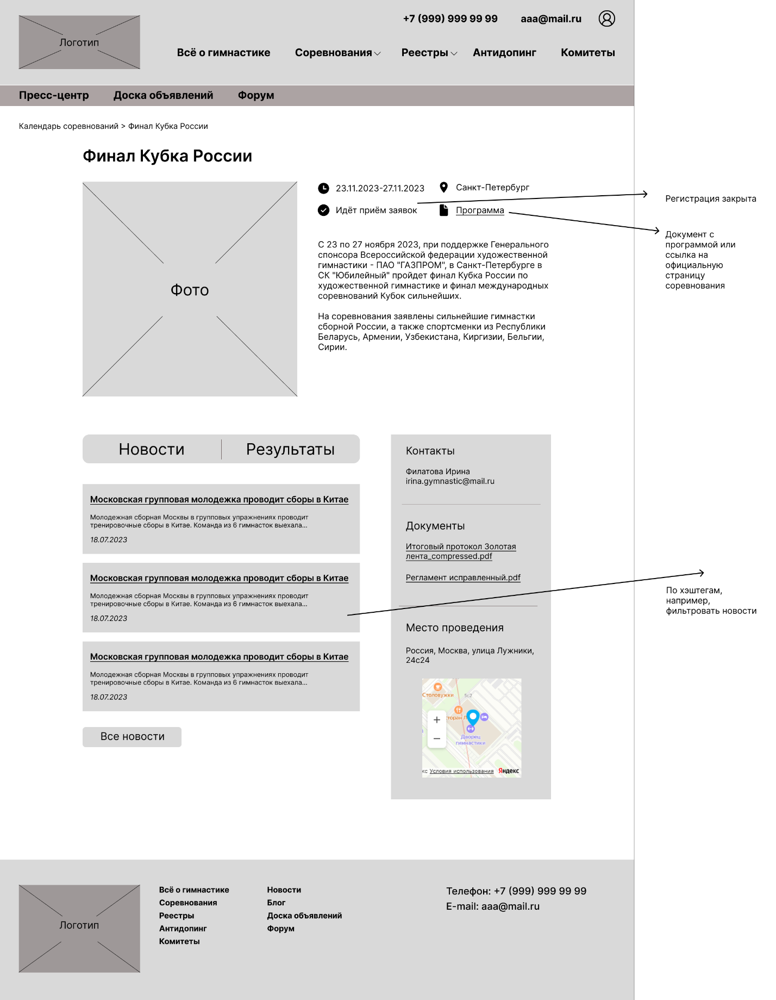 Логотип
+7 (999) 999 99 99
aaa@mail.ru
Всё о гимнастике
Соревнования
Реестры
Антидопинг
Комитеты
Пресс-центр
Доска объявлений
Форум
Календарь соревнований > Финал Кубка России
Финал Кубка России
Фото
23.11.2023-27.11.2023
Санкт-Петербург
Идёт приём заявок
Программа
Регистрация закрыта
Документ с
программой или
ссылка на
официальную
страницу
соревнования
С 23 по 27 ноября 2023, при поддержке Генерального
спонсора Всероссийской федерации художественной
гимнастики - ПАО "ГАЗПРОМ", в Санкт-Петербурге в
СК "Юбилейный" пройдет финал Кубка России по
художественной гимнастике и финал международных
соревнований Кубок сильнейших.
На соревнования заявлены сильнейшие гимнастки
сборной России, а также спортсменки из Республики
Беларусь, Армении, Узбекистана, Киргизии, Бельгии,
Сирии.
Новости
Результаты
Московская групповая молодежка проводит сборы в Китае
Молодежная сборная Москвы в групповых упражнениях проводит
тренировочные сборы в Китае. Команда из 6 гимнасток выехала...
18.07.2023
Московская групповая молодежка проводит сборы в Китае
Молодежная сборная Москвы в групповых упражнениях проводит
тренировочные сборы в Китае. Команда из 6 гимнасток выехала...
18.07.2023
Московская групповая молодежка проводит сборы в Китае
Молодежная сборная Москвы в групповых упражнениях проводит
тренировочные сборы в Китае. Команда из 6 гимнасток выехала...
18.07.2023
Все новости
Контакты
Филатова Ирина
irina.gymnastic@mail.ru
Документы
Итоговый протокол Золотая
лента_compressed.pdf
Регламент исправленный.pdf
По хэштегам,
например,
фильтровать новости
Место проведения
Россия, Москва, улица Лужники,
24с24
Столовужки
5с2
сторан Л
Дворец
гимнастики
+
−
кс Условия использования Яндекс
Логотип
Всё о гимнастике
Соревнования
Реестры
Антидопинг
Комитеты
Новости
Блог
Доска объявлений
Форум
Телефон: +7 (999) 999 99 99
E-mail: aaa@mail.ru